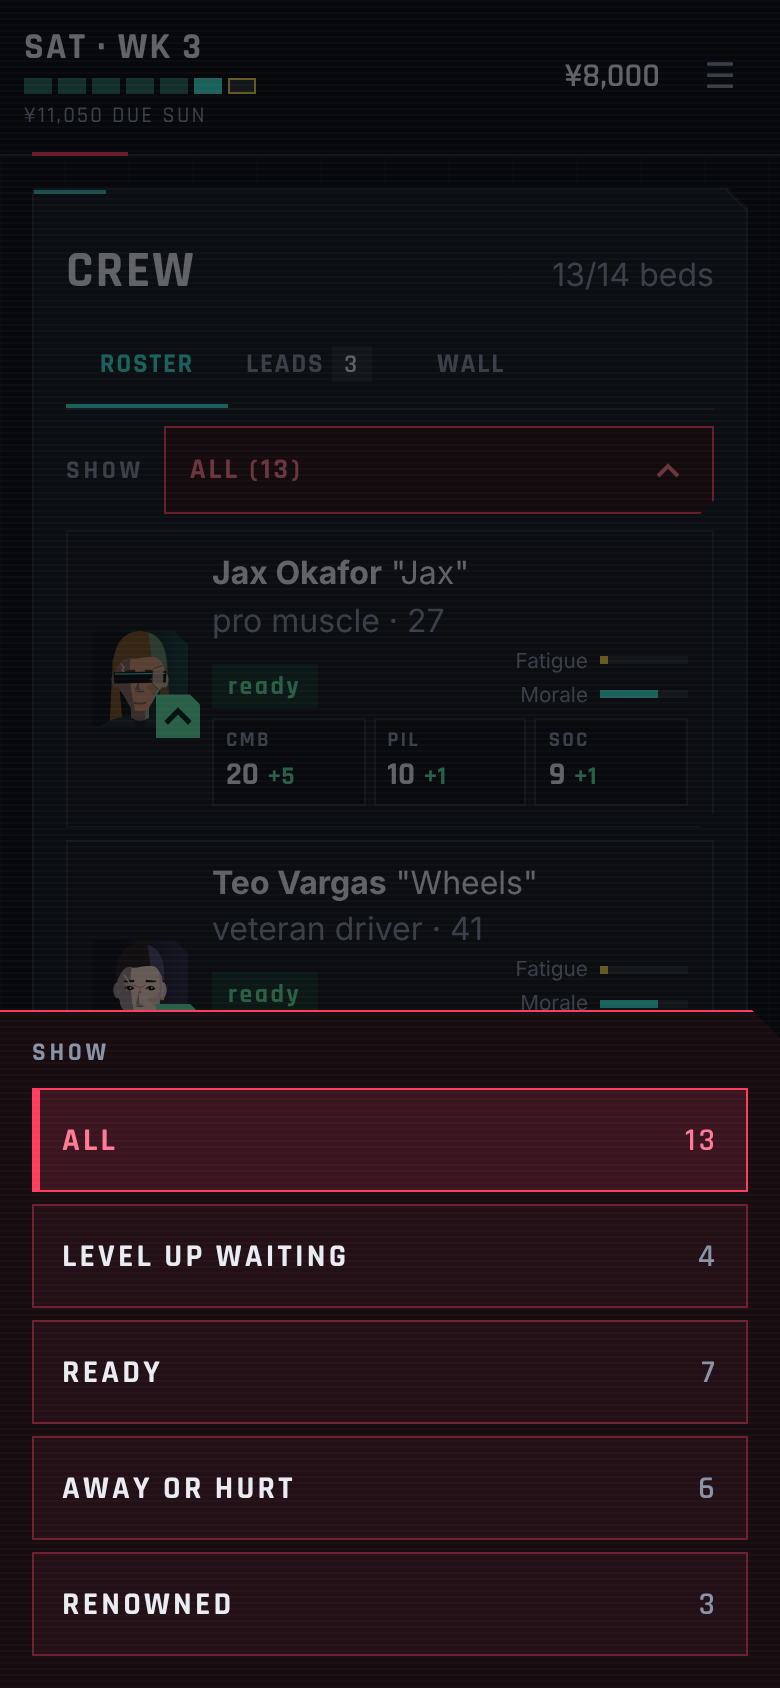 SAT · WK 3
¥11,050 DUE SUN
¥8,000
CREW
13/14 beds
ROSTER
LEADS 3
WALL
SHOW
ALL (13)
Jax Okafor "Jax"
pro muscle · 27
ready
Fatigue
Morale
CMB
20 +5
PIL
10 +1
SOC
9 +1
Teo Vargas "Wheels"
veteran driver · 41
ready
Fatigue
Morale
SHOW
ALL 13
LEVEL UP WAITING 4
READY 7
AWAY OR HURT 6
RENOWNED 3